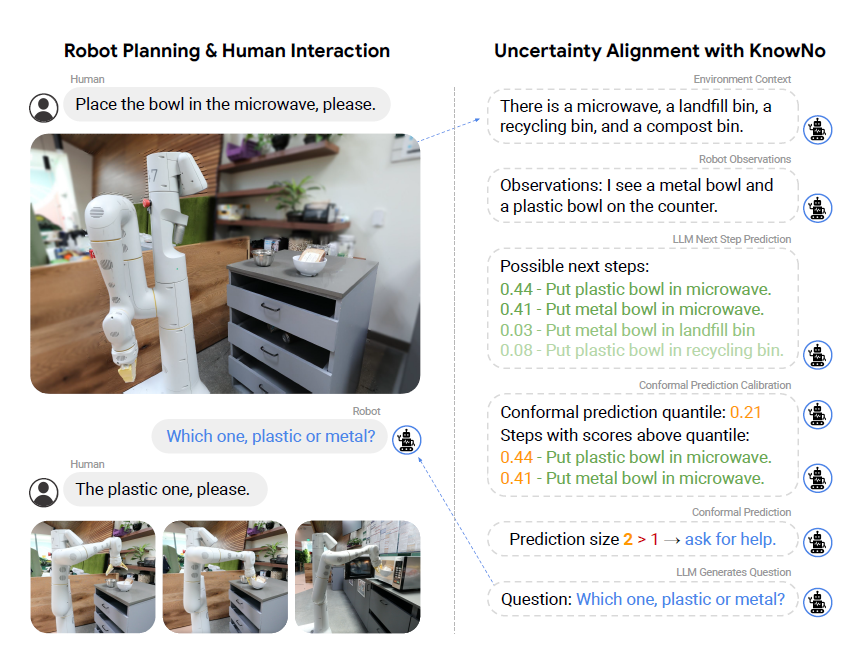 Robot Planning & Human Interaction
Human
Place the bowl in the microwave, please.
Robot
Which one, plastic or metal?
Human
The plastic one, please.
Uncertainty Alignment with KnowNo
Environment Context
There is a microwave, a landfill bin, a
recycling bin, and a compost bin.
Robot Observations
Observations: I see a metal bowl and
a plastic bowl on the counter.
LLM Next Step Prediction
Possible next steps:
0.44 - Put plastic bowl in microwave.
0.41 - Put metal bowl in microwave.
0.03 - Put metal bowl in landfill bin
0.08 - Put plastic bowl in recycling bin.
Conformal Prediction Calibration
Conformal prediction quantile: 0.21
Steps with scores above quantile:
0.44 - Put plastic bowl in microwave.
0.41 - Put metal bowl in microwave.
Conformal Prediction
Prediction size 2 > 1 → ask for help.
LLM Generates Question
Question: Which one, plastic or metal?